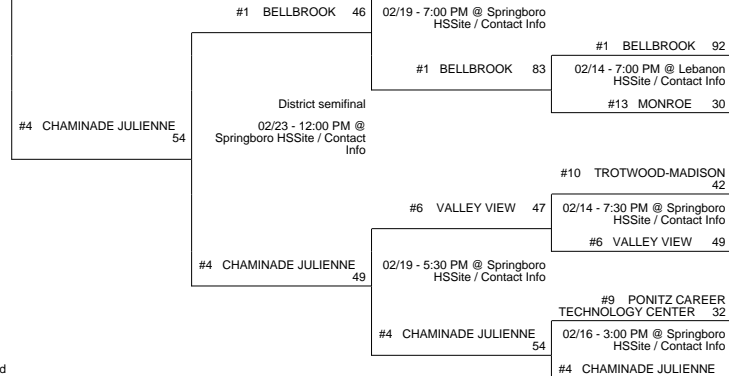 #1 BELLBROOK 46
02/19 - 7:00 PM @ Springboro
HSSite / Contact Info
#1 BELLBROOK 92
#1 BELLBROOK 83
02/14 - 7:00 PM @ Lebanon
HSSite / Contact Info
#13 MONROE 30
District semifinal
02/23 - 12:00 PM @
Springboro HSSite / Contact
Info
#4 CHAMINADE JULIENNE
54
#10 TROTWOOD-MADISON
42
#6 VALLEY VIEW 47
02/14 - 7:30 PM @ Springboro
HSSite / Contact Info
#6 VALLEY VIEW 49
#4 CHAMINADE JULIENNE
49
02/19 - 5:30 PM @ Springboro
HSSite / Contact Info
#9 PONITZ CAREER
TECHNOLOGY CENTER 32
#4 CHAMINADE JULIENNE
54
02/16 - 3:00 PM @ Springboro
HSSite / Contact Info
#4 CHAMINADE JULIENNE